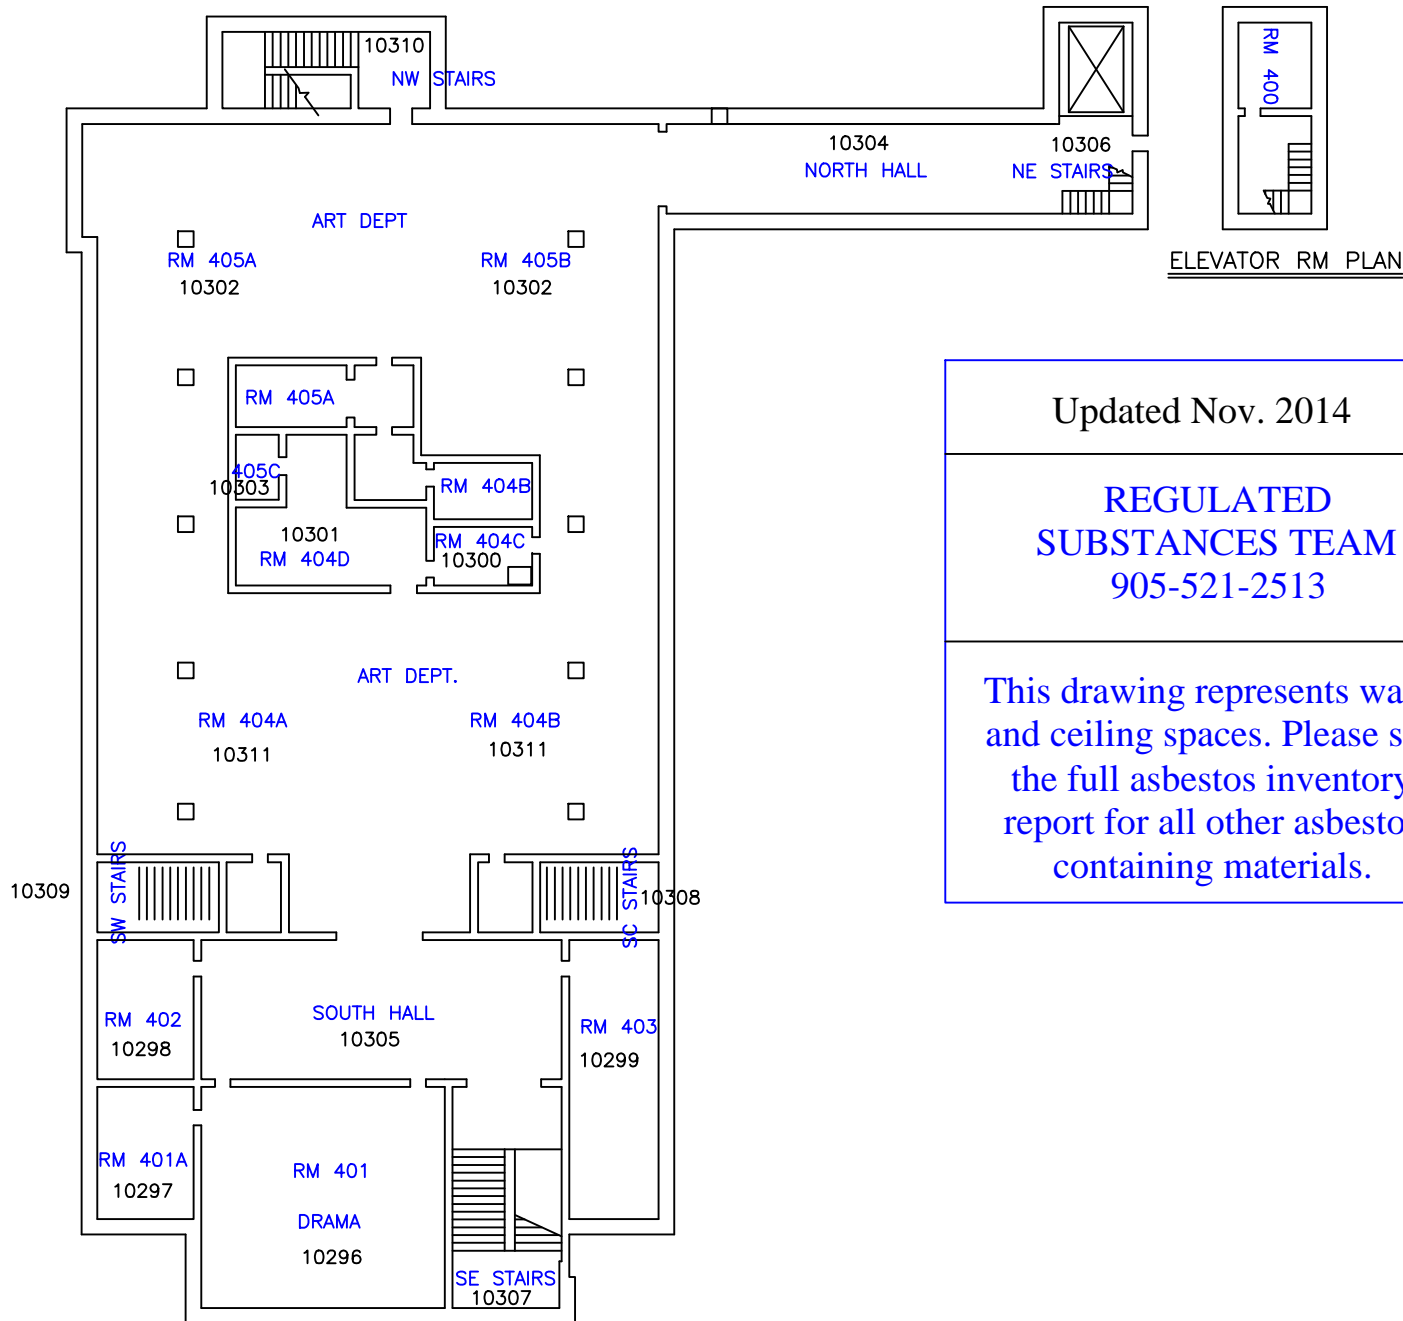 10310
NW STAIRS
RM 400
10304
NORTH HALL
10306
NE STAIRS
ART DEPT
RM 405A
10302
RM 405B
10302
ELEVATOR RM PLAN
RM 405A
405C
10303
RM 404B
10301
RM 404D
RM 404C
10300
Updated Nov. 2014
REGULATED
SUBSTANCES TEAM
905-521-2513
This drawing represents
and ceiling spaces. Please
the full asbestos inventory
report for all other
containing materials.
ART DEPT.
RM 404A
10311
RM 404B
10311
10309
SW STAIRS
SC STAIRS
10308
RM 402
10298
SOUTH HALL
10305
RM 403
10299
RM 401A
10297
RM 401
DRAMA
10296
SE STAIRS
10307